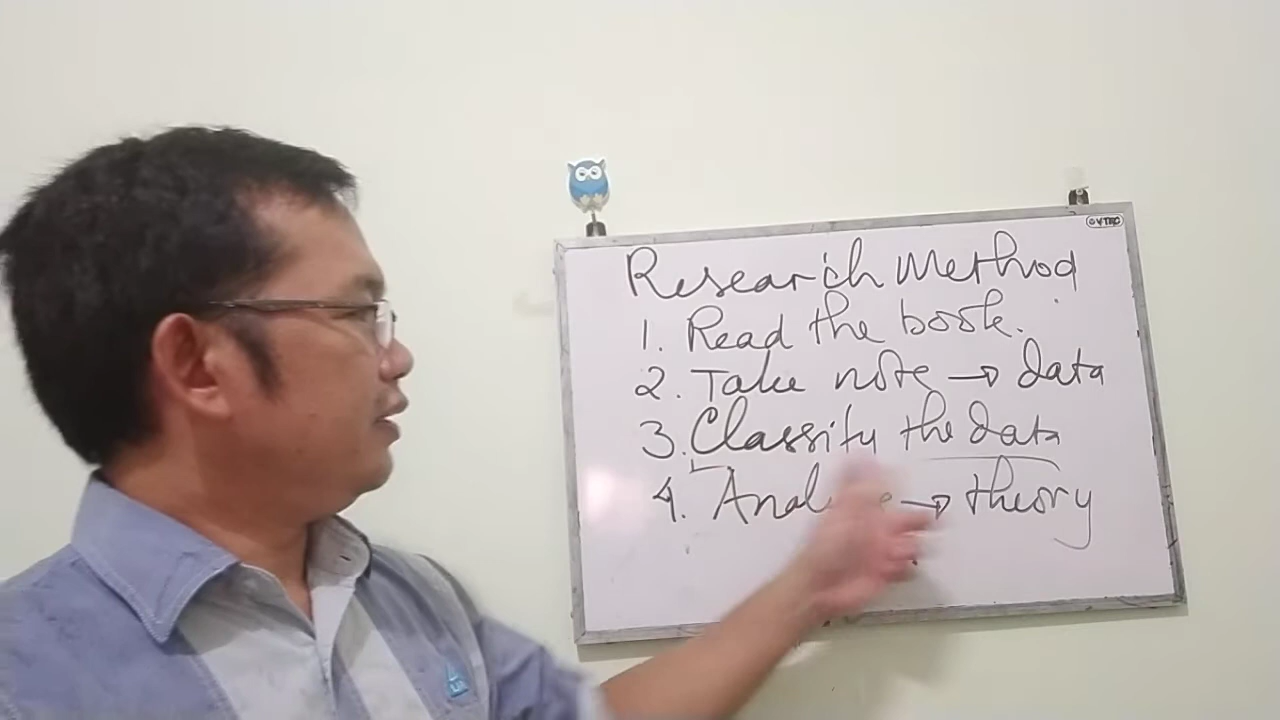 Research Method
1. Read the book.
2. Take note → data
3. Classify the data
4. → theory